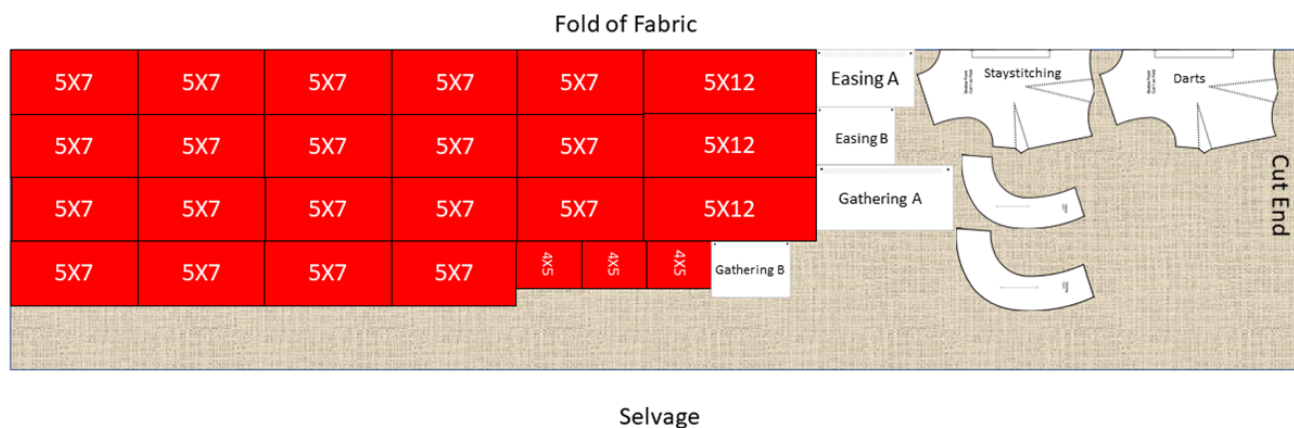 Fold of Fabric
5X7 5X7 5X7 5X7 5X7 5X12 Easing A Staystitching Darts
5X7 5X7 5X7 5X7 5X7 5X12 Easing B
5X7 5X7 5X7 5X7 5X7 5X12 Gathering A
5X7 5X7 5X7 5X7 4X5 4X5 4X5 Gathering B
Cut End
Selvage